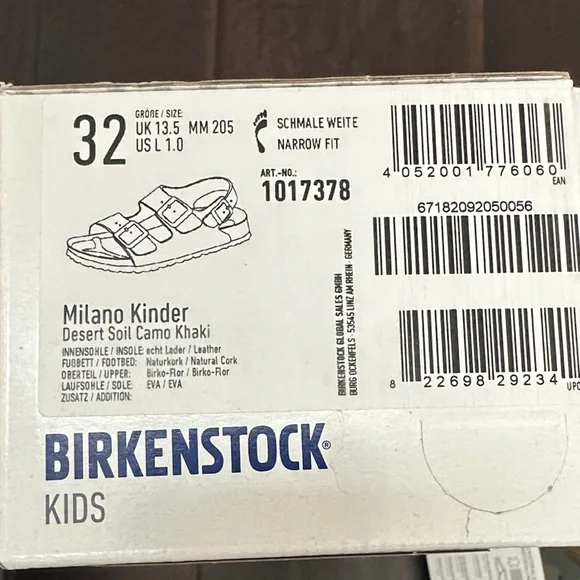 32
GRÖßE / SIZE:
UK 13.5 MM 205
US L 1.0
SCHMALE WEITE
NARROW FIT
ART.-NO.:
1017378
4 052001 776060
EAN
67182092050056
8 22698 29234
UPC
Milano Kinder
Desert Soil Camo Khaki
INNENSOHLE / INSOLE: echt Leder / Leather
FUßBETT / FOOTBED: Naturkork / Natural Cork
OBERTEIL / UPPER: Birko-Flor / Birko-Flor
LAUFSOHLE / SOLE: EVA / EVA
ZUSATZ / ADDITION:
BIRKENSTOCK GLOBAL SALES GMBH
BURG OCKENFELS · 53545 LINZ AM RHEIN · GERMANY
BIRKENSTOCK®
KIDS